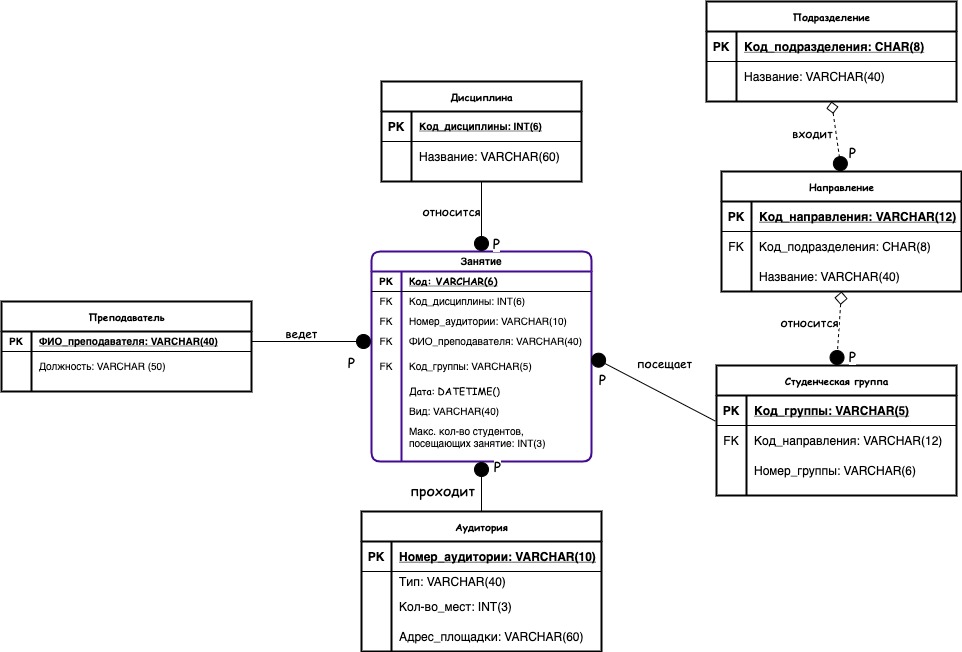 Подразделение
PK Код_подразделения: CHAR(8)
Название: VARCHAR(40)
входит
P
Дисциплина
PK Код_дисциплины: INT(6)
Название: VARCHAR(60)
относится
P
Направление
PK Код_направления: VARCHAR(12)
FK Код_подразделения: CHAR(8)
Название: VARCHAR(40)
относится
P
Занятие
PK Код: VARCHAR(6)
FK Код_дисциплины: INT(6)
FK Номер_аудитории: VARCHAR(10)
FK ФИО_преподавателя: VARCHAR(40)
FK Код_группы: VARCHAR(5)
Дата: DATETIME()
Вид: VARCHAR(40)
Макс. кол-во студентов,
посещающих занятие: INT(3)
Преподаватель
PK ФИО_преподавателя: VARCHAR(40)
Должность: VARCHAR (50)
ведет
P
посещает
P
Студенческая группа
PK Код_группы: VARCHAR(5)
FK Код_направления: VARCHAR(12)
Номер_группы: VARCHAR(6)
P
проходит
Аудитория
PK Номер_аудитории: VARCHAR(10)
Тип: VARCHAR(40)
Кол-во_мест: INT(3)
Адрес_площадки: VARCHAR(60)